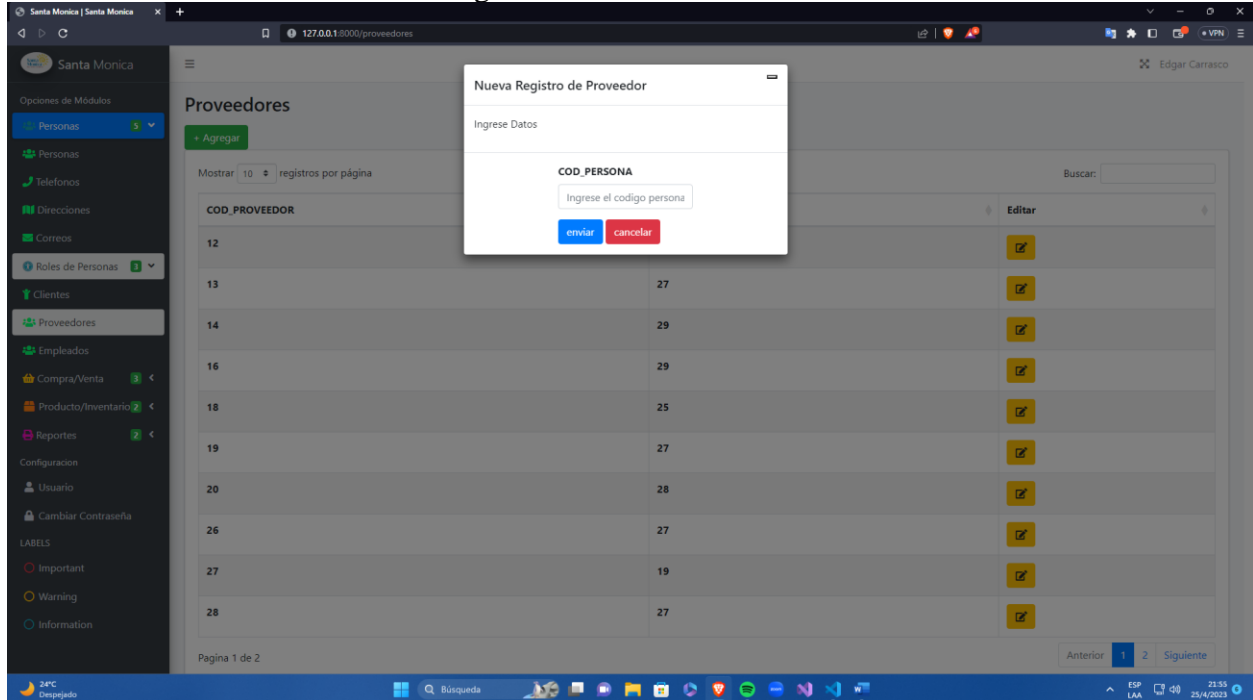 Santa Monica | Santa Monica
127.0.0.1:8000/proveedores
VPN
Santa Monica
Edgar Carrasco
Opciones de Módulos
Personas 5
Personas
Telefonos
Direcciones
Correos
Roles de Personas 3
Clientes
Proveedores
Empleados
Compra/Venta 3
Producto/Inventario 2
Reportes 2
Configuracion
Usuario
Cambiar Contraseña
LABELS
Important
Warning
Information
Proveedores
+ Agregar
Mostrar 10 registros por página
Buscar:
COD_PROVEEDOR Editar
12
13 27
14 29
16 29
18 25
19 27
20 28
26 27
27 19
28 27
Pagina 1 de 2
Anterior 1 2 Siguiente
Nueva Registro de Proveedor
Ingrese Datos
COD_PERSONA
Ingrese el codigo persona
enviar cancelar
24°C
Despejado
Búsqueda
ESP
LAA
21:55
25/4/2023